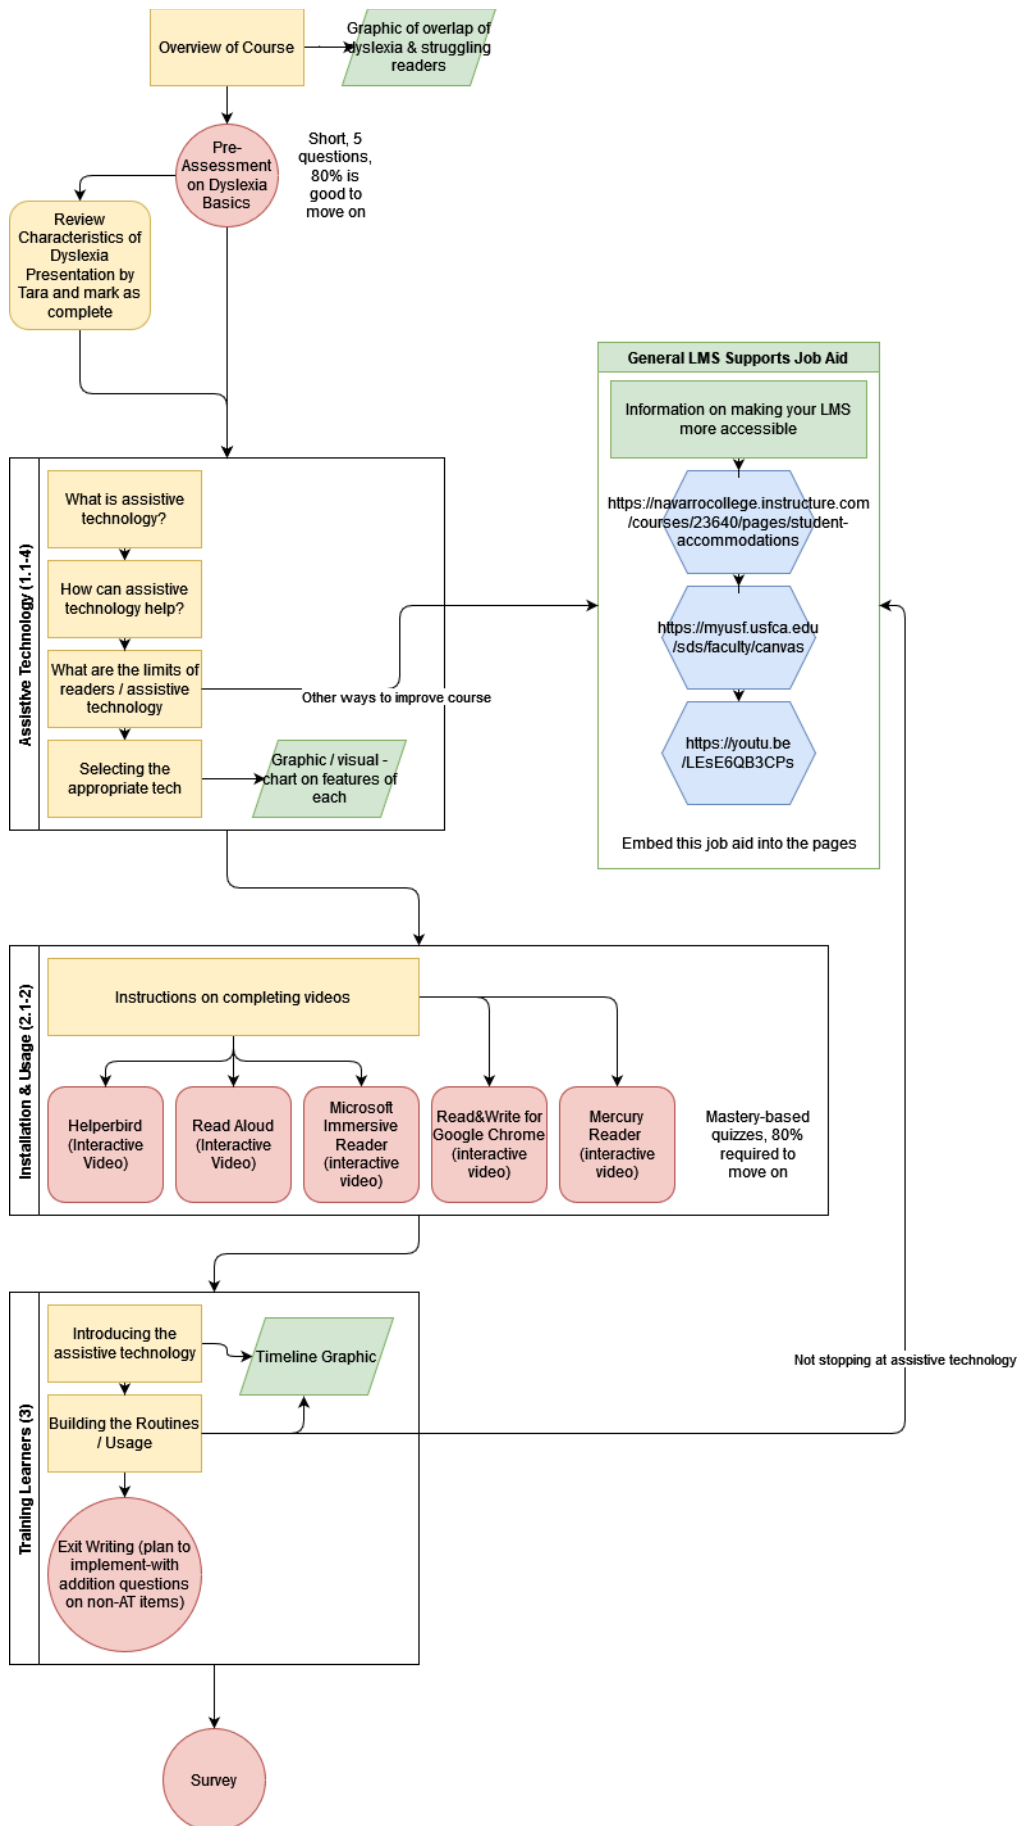 Overview of Course
Graphic of overlap of
dyslexia & struggling
readers
Pre-
Assessment
on Dyslexia
Basics
Short, 5
questions,
80% is
good to
move on
Review
Characteristics of
Dyslexia
Presentation by
Tara and mark as
complete
General LMS Supports Job Aid
Information on making your LMS
more accessible
https://navarrocollege.instructure.com
/courses/23640/pages/student-
accommodations
https://myusf.usfca.edu
/sds/faculty/canvas
https://youtu.be
/LEsE6QB3CPs
Embed this job aid into the pages
Assistive Technology (1.1-4)
What is assistive
technology?
How can assistive
technology help?
What are the limits of
readers / assistive
technology
Other ways to improve course
Selecting the
appropriate tech
Graphic / visual -
chart on features of
each
Installation & Usage (2.1-2)
Instructions on completing videos
Helperbird
(Interactive
Video)
Read Aloud
(Interactive
Video)
Microsoft
Immersive
Reader
(interactive
video)
Read&Write for
Google Chrome
(interactive
video)
Mercury
Reader
(interactive
video)
Mastery-based
quizzes, 80%
required to
move on
Training Learners (3)
Introducing the
assistive technology
Timeline Graphic
Not stopping at assistive technology
Building the Routines
/ Usage
Exit Writing (plan to
implement-with
addition questions
on non-AT items)
Survey